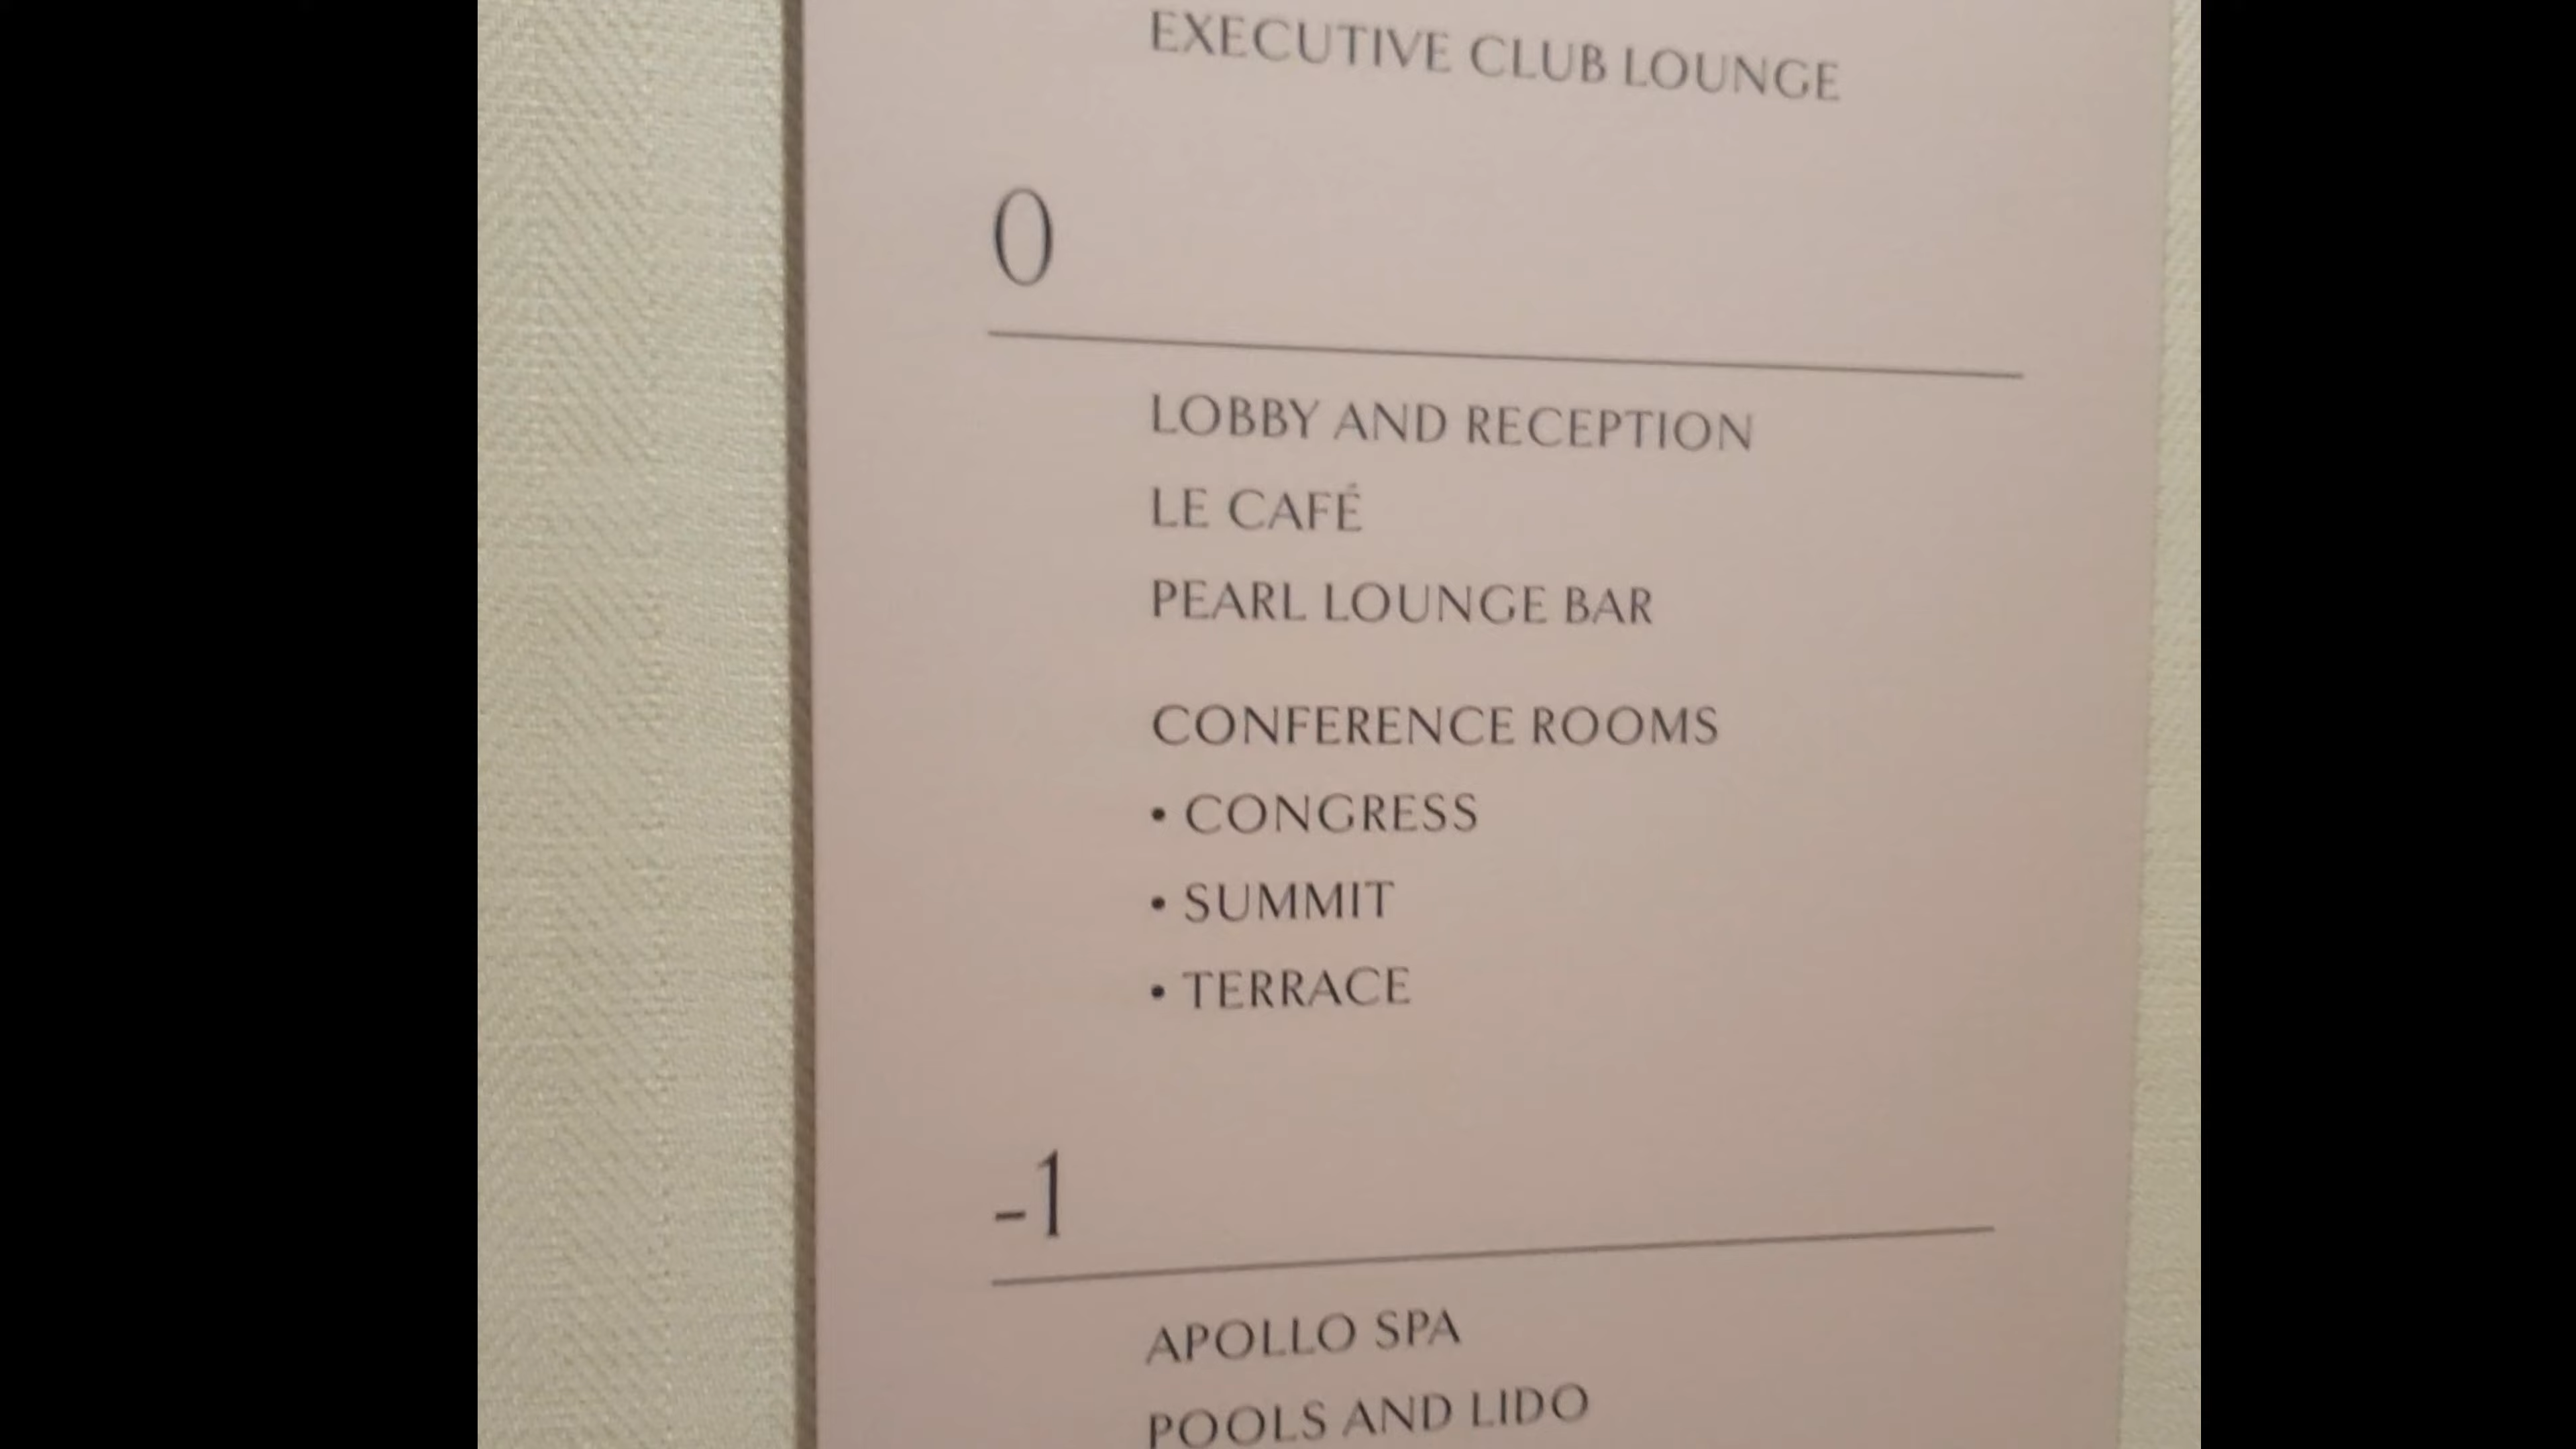 EXECUTIVE CLUB LOUNGE
0
LOBBY AND RECEPTION
LE CAFÉ
PEARL LOUNGE BAR
CONFERENCE ROOMS
• CONGRESS
• SUMMIT
• TERRACE
-1
APOLLO SPA
POOLS AND LIDO